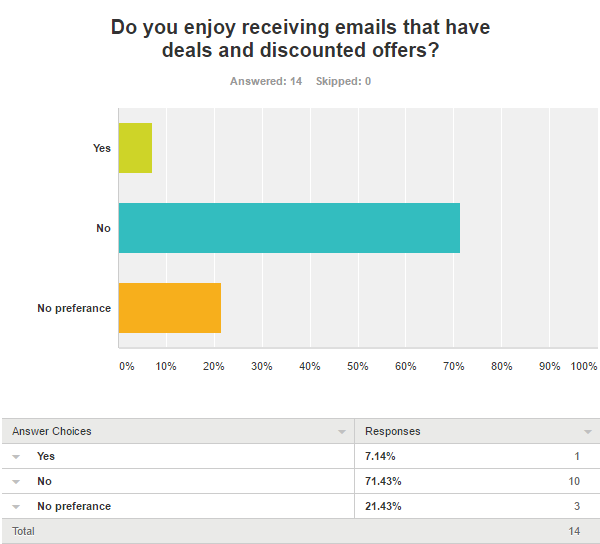 Do you enjoy receiving emails that have
deals and discounted offers?
Answered: 14 Skipped: 0
Yes
No
No preferance
0% 10% 20% 30% 40% 50% 60% 70% 80% 90% 100%
Answer Choices Responses
Yes 7.14% 1
No 71.43% 10
No preferance 21.43% 3
Total 14